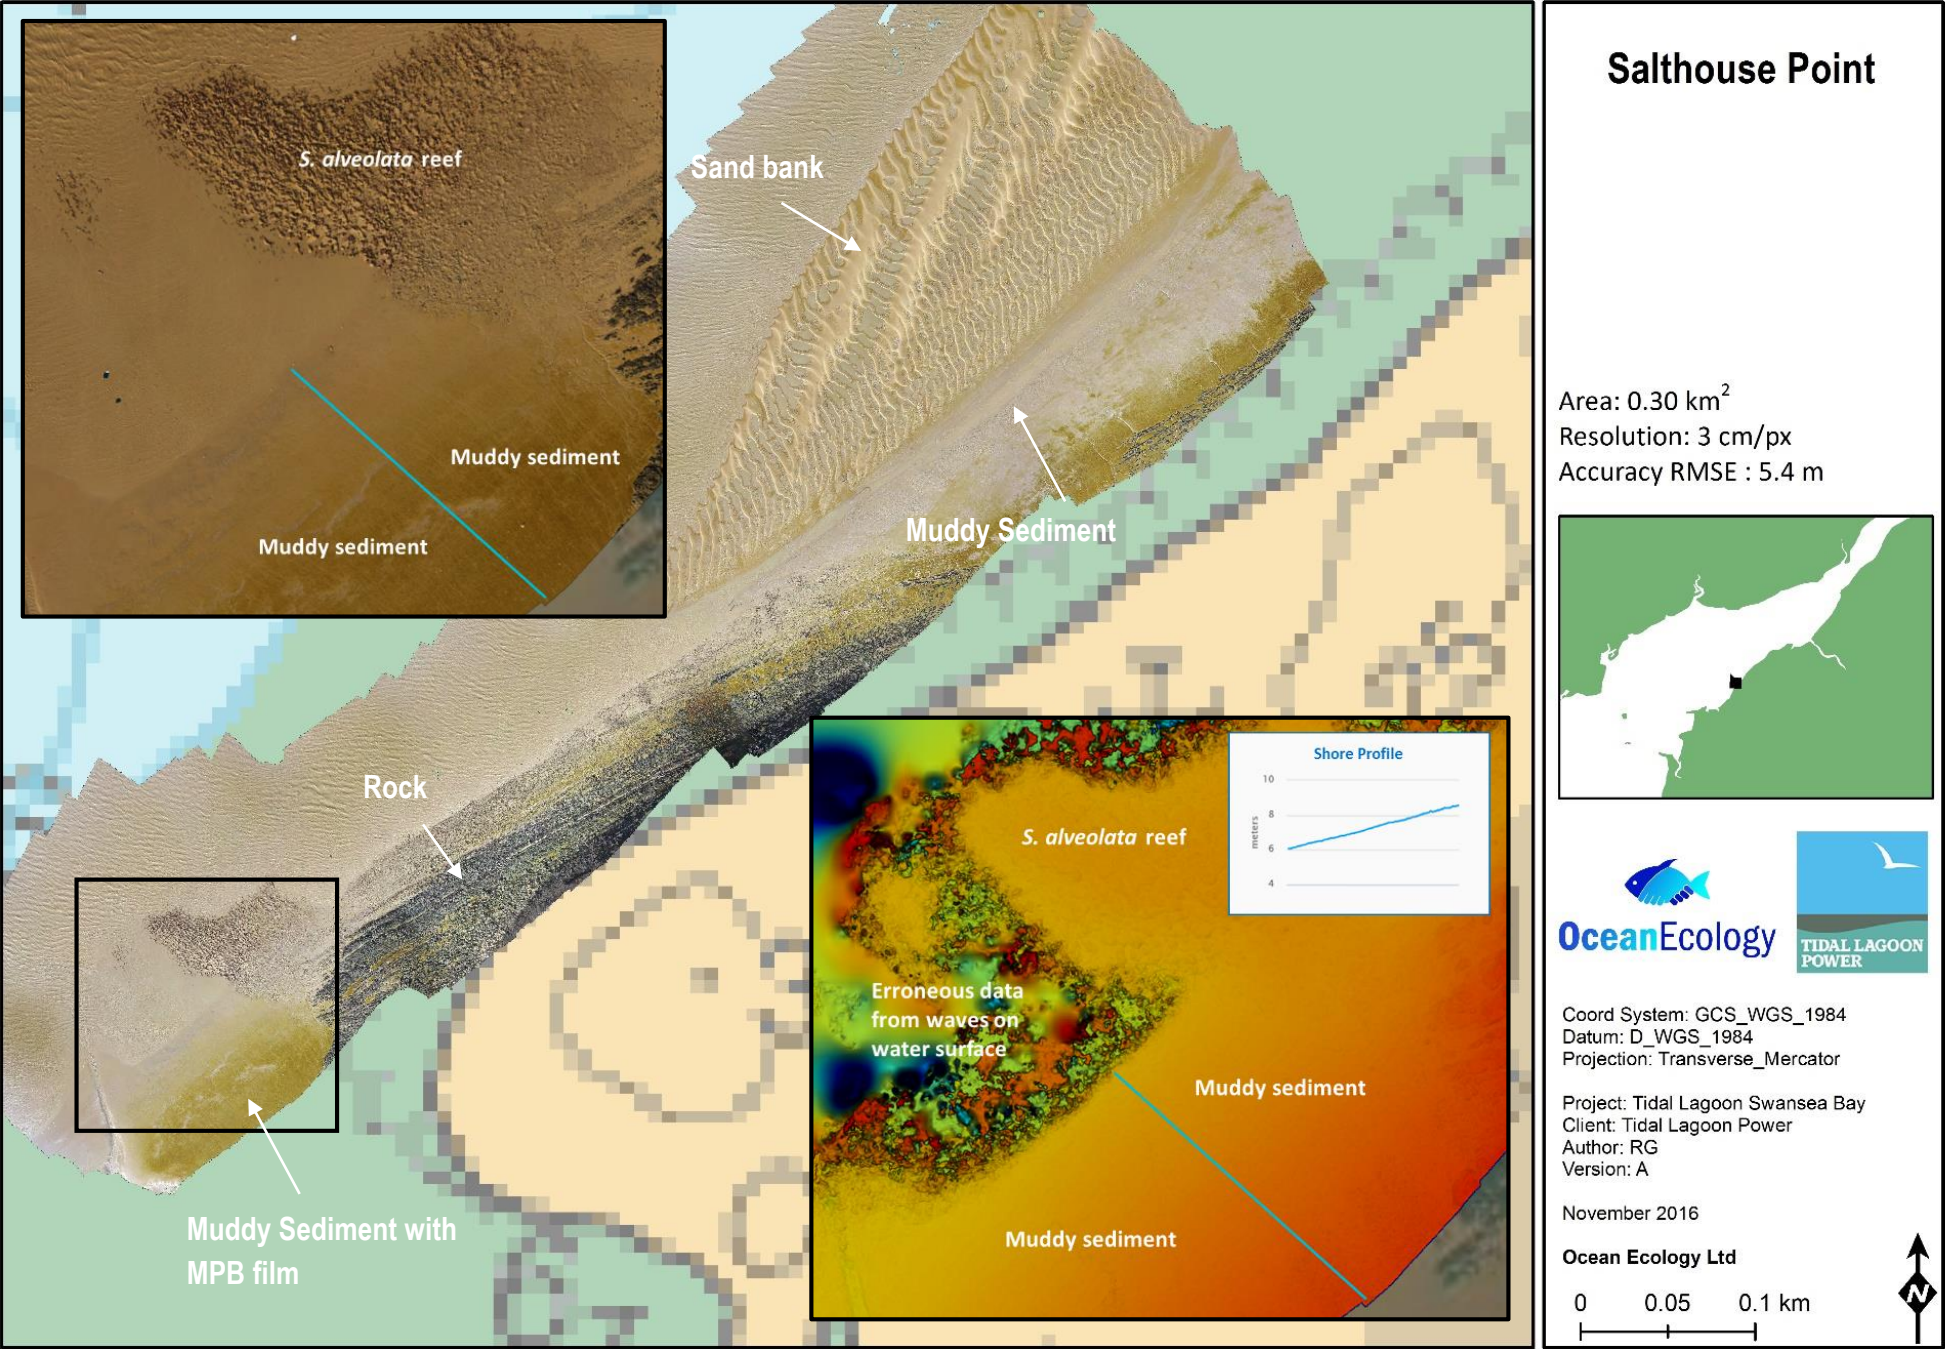 S. alveolata reef
Muddy sediment
Muddy sediment
Sand bank
Muddy Sediment
Rock
Muddy Sediment with
MPB film
S. alveolata reef
Shore Profile
10
8
6
4
meters
Erroneous data
from waves on
water surface
Muddy sediment
Muddy sediment
Salthouse Point
Area: 0.30 km²
Resolution: 3 cm/px
Accuracy RMSE : 5.4 m
OceanEcology
TIDAL LAGOON
POWER
Coord System: GCS_WGS_1984
Datum: D_WGS_1984
Projection: Transverse_Mercator
Project: Tidal Lagoon Swansea Bay
Client: Tidal Lagoon Power
Author: RG
Version: A
November 2016
Ocean Ecology Ltd
0 0.05 0.1 km
N